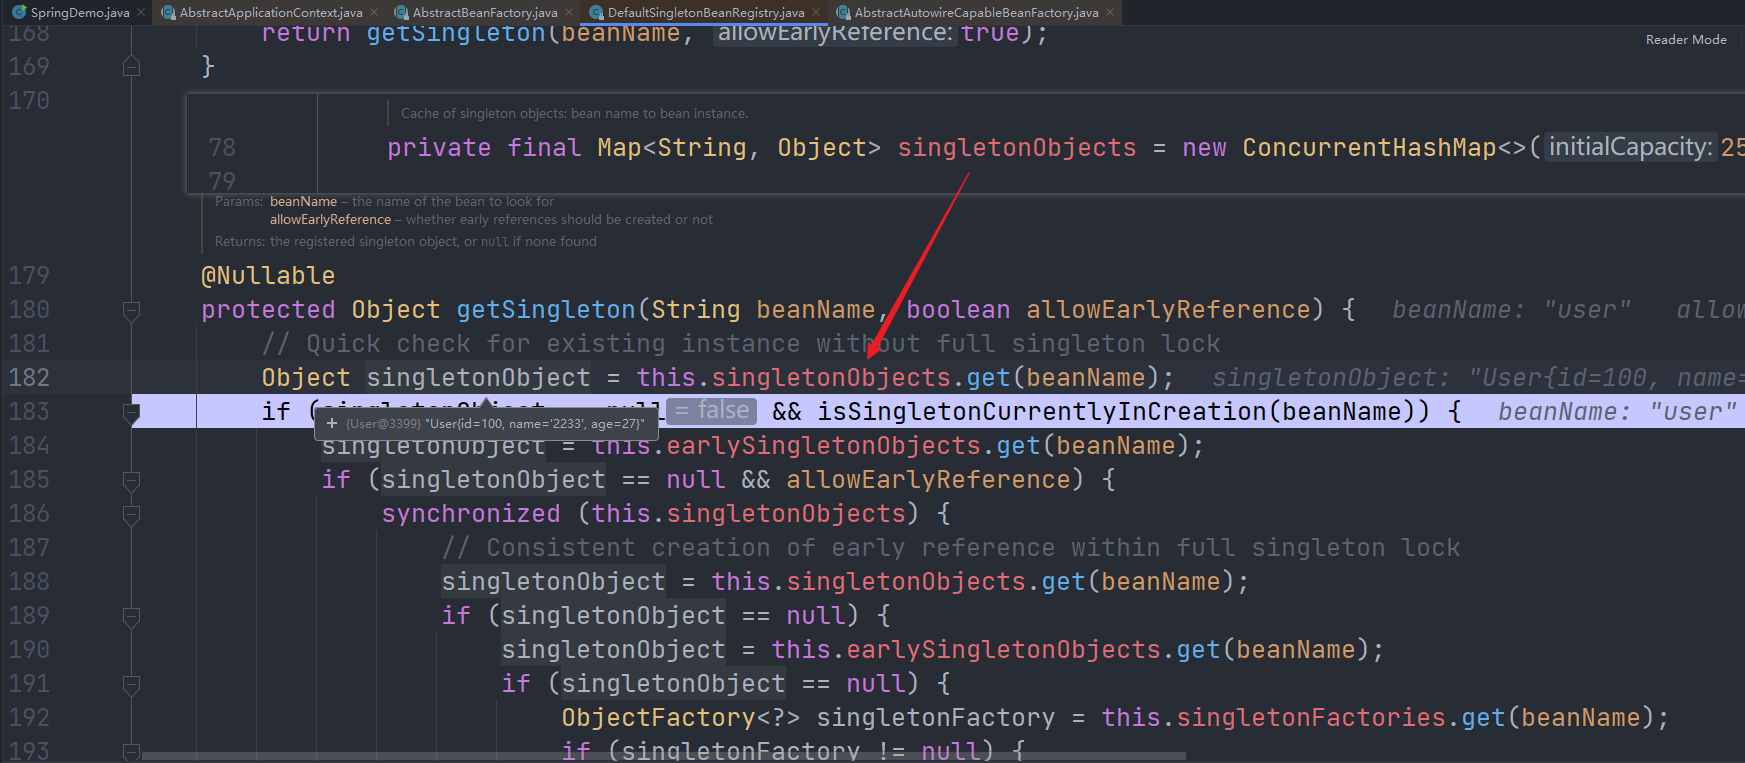 SpringDemo.java AbstractApplicationContext.java AbstractBeanFactory.java DefaultSingletonBeanRegistry.java AbstractAutowireCapableBeanFactory.java
168 return getSingleton(beanName, allowEarlyReference: true);
Reader Mode
169 }
170
Cache of singleton objects: bean name to bean instance.
78 private final Map<String, Object> singletonObjects = new ConcurrentHashMap<>( initialCapacity: 25
79
Params: beanName – the name of the bean to look for
allowEarlyReference – whether early references should be created or not
Returns: the registered singleton object, or null if none found
179 @Nullable
180 protected Object getSingleton(String beanName, boolean allowEarlyReference) { beanName: "user" allow
181 // Quick check for existing instance without full singleton lock
182 Object singletonObject = this.singletonObjects.get(beanName); singletonObject: "User{id=100, name=
183 if (singletonObject == null = false && isSingletonCurrentlyInCreation(beanName)) { beanName: "user"
+ {User@3399} "User{id=100, name='2233', age=27}"
184 singletonObject = this.earlySingletonObjects.get(beanName);
185 if (singletonObject == null && allowEarlyReference) {
186 synchronized (this.singletonObjects) {
187 // Consistent creation of early reference within full singleton lock
188 singletonObject = this.singletonObjects.get(beanName);
189 if (singletonObject == null) {
190 singletonObject = this.earlySingletonObjects.get(beanName);
191 if (singletonObject == null) {
192 ObjectFactory<?> singletonFactory = this.singletonFactories.get(beanName);
193 if (singletonFactory != null) {